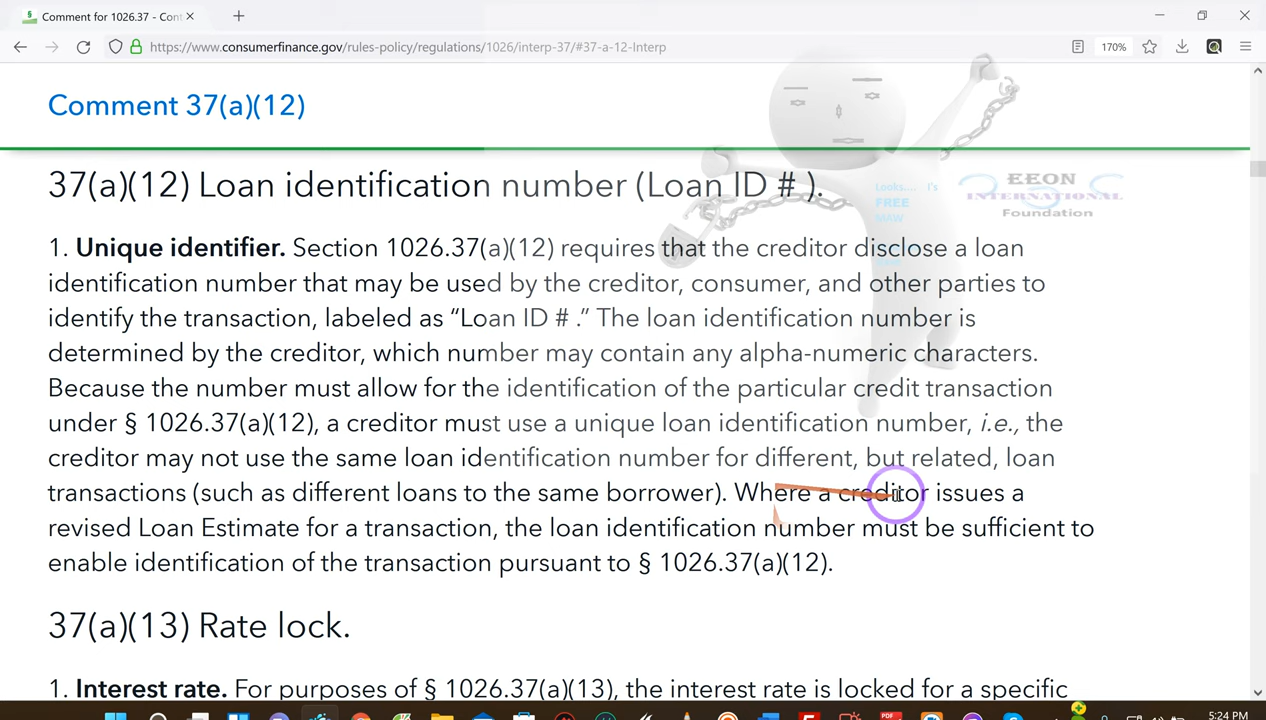 Comment for 1026.37 - Cont
https://www.consumerfinance.gov/rules-policy/regulations/1026/interp-37/#37-a-12-Interp
170%
Comment 37(a)(12)
37(a)(12) Loan identification number (Loan ID # ).
Looks.... I's
FREE
EEON
INTERNATIONAL
Foundation
1. Unique identifier. Section 1026.37(a)(12) requires that the creditor disclose a loan
identification number that may be used by the creditor, consumer, and other parties to
identify the transaction, labeled as “Loan ID # .” The loan identification number is
determined by the creditor, which number may contain any alpha-numeric characters.
Because the number must allow for the identification of the particular credit transaction
under § 1026.37(a)(12), a creditor must use a unique loan identification number, i.e., the
creditor may not use the same loan identification number for different, but related, loan
transactions (such as different loans to the same borrower). Where a creditor issues a
revised Loan Estimate for a transaction, the loan identification number must be sufficient to
enable identification of the transaction pursuant to § 1026.37(a)(12).
37(a)(13) Rate lock.
1. Interest rate. For purposes of § 1026.37(a)(13), the interest rate is locked for a specific
5:24 PM